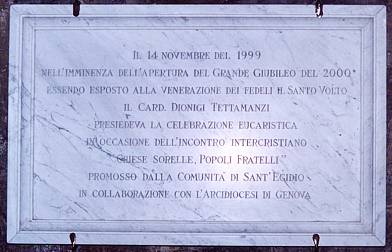 Il 14 novembre del 1999
nell'imminenza dell'apertura del Grande Giubileo del 2000
essendo esposto alla venerazione dei fedeli il Santo Volto
il Card. Dionigi Tettamanzi
presiedeva la celebrazione eucaristica
in occasione dell'incontro intercristiano
"Chiese Sorelle, Popoli Fratelli"
promosso dalla Comunità di Sant'Egidio
in collaborazione con l'Arcidiocesi di Genova